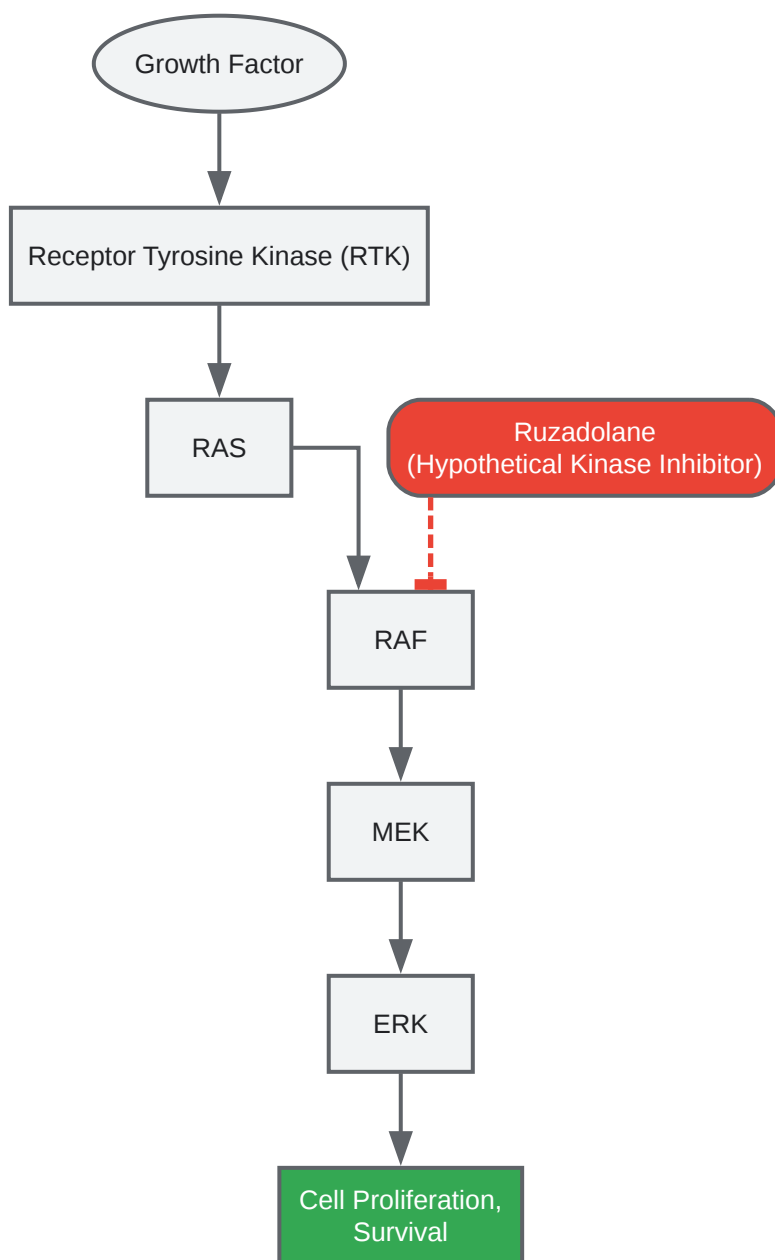 Growth Factor
Receptor Tyrosine Kinase (RTK)
RAS
Ruzadolane
(Hypothetical Kinase Inhibitor)
RAF
MEK
ERK
Cell Proliferation,
Survival